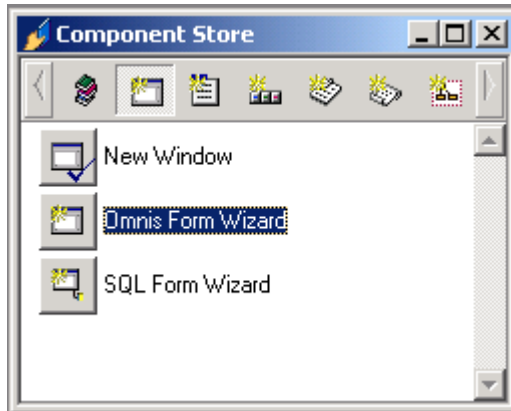 Component Store
New Window
Omnis Form Wizard
SQL Form Wizard